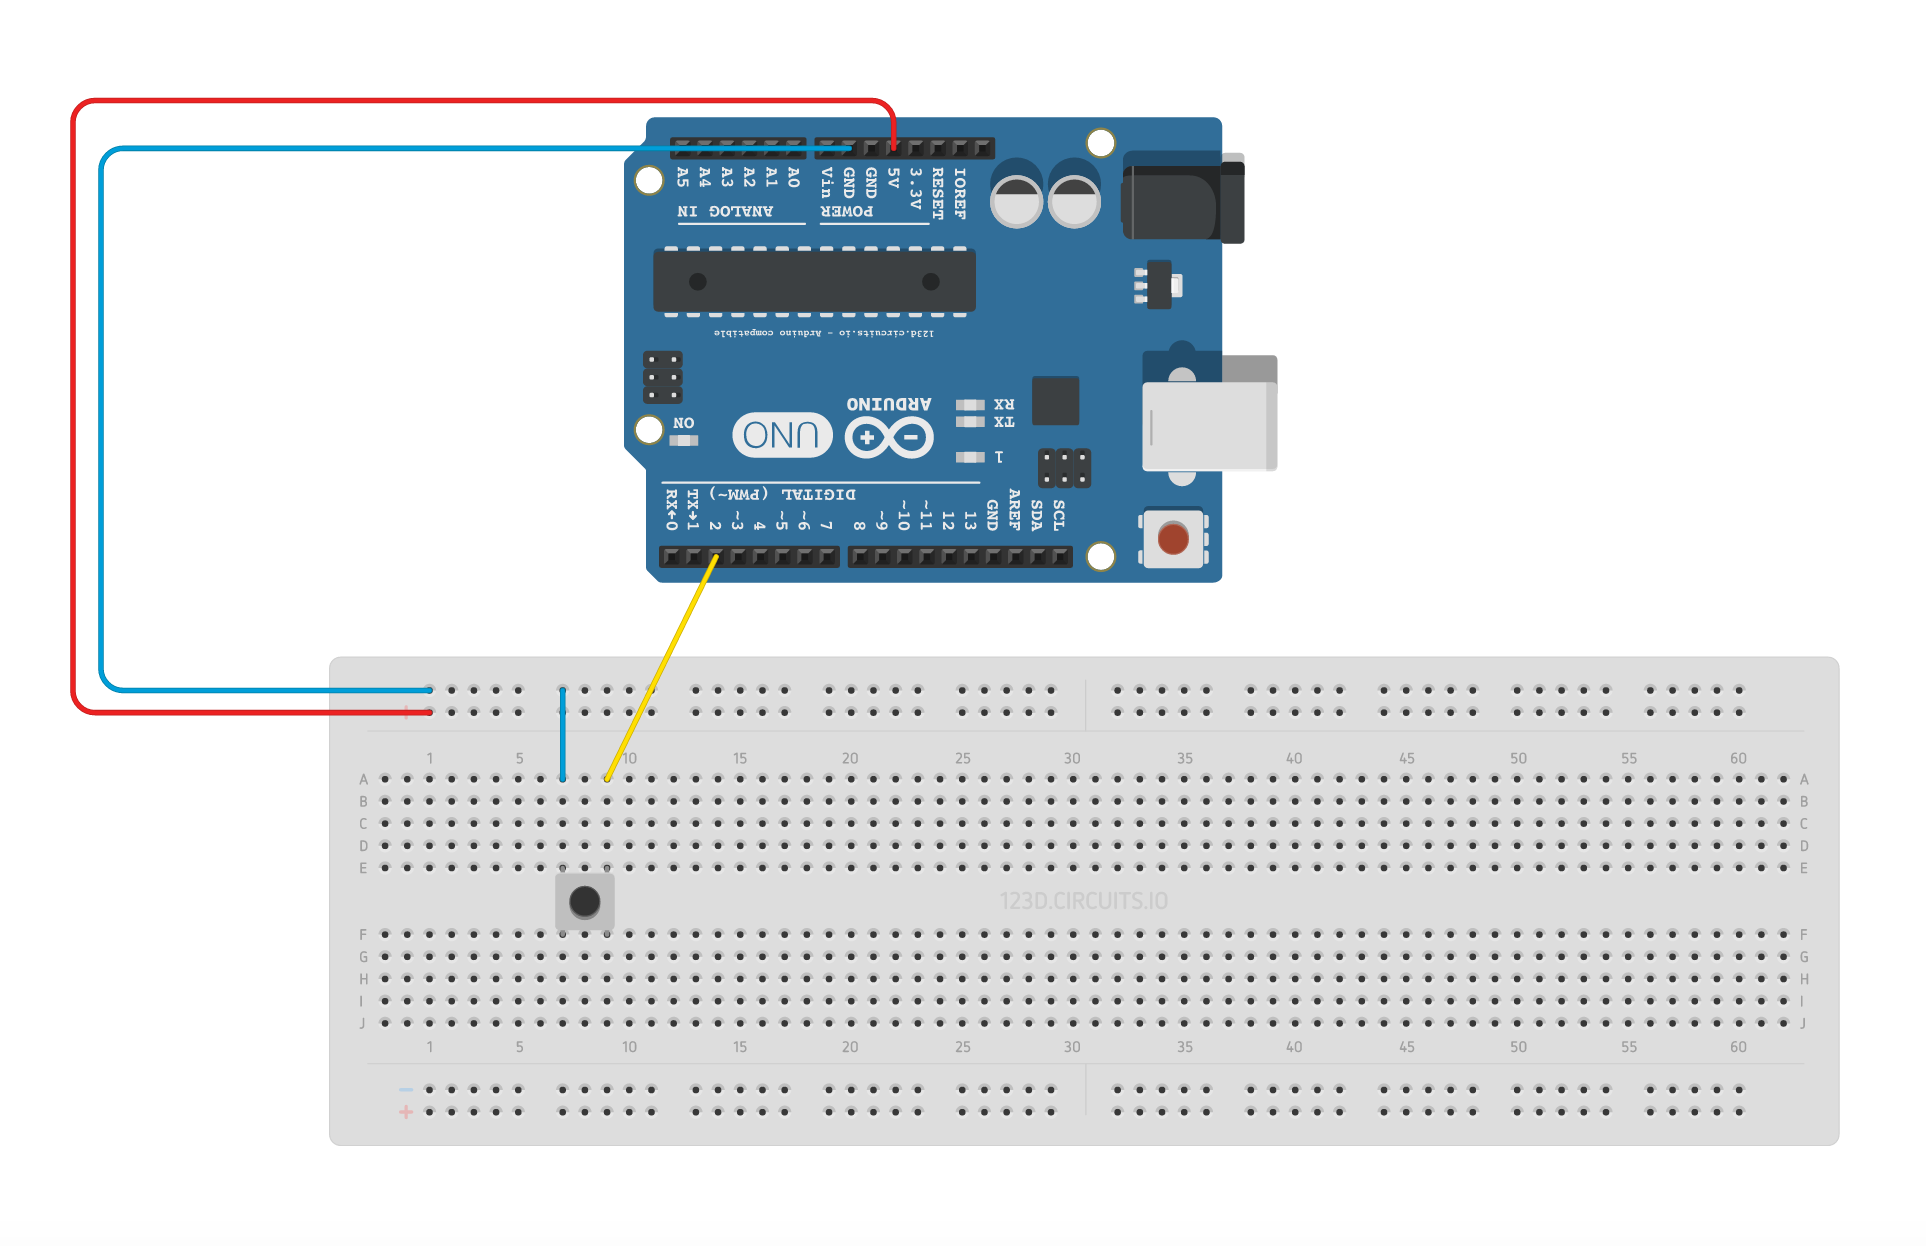 A5 A4 A3 A2 A1 A0 Vin GND GND 5V 3.3V RESET IOREF
ANALOG IN POWER
123d.circuits.io - Arduino compatible
ARDUINO
UNO
ON
RX
TX
1
DIGITAL (PWM~)
RX←0 TX→1 2 ~3 4 ~5 ~6 7 8 ~9 ~10 ~11 12 13 GND AREF SDA SCL
+
1 5 10 15 20 25 30 35 40 45 50 55 60
A A
B B
C C
D D
E E
123D.CIRCUITS.IO
F F
G G
H H
I I
J J
1 5 10 15 20 25 30 35 40 45 50 55 60
−
+